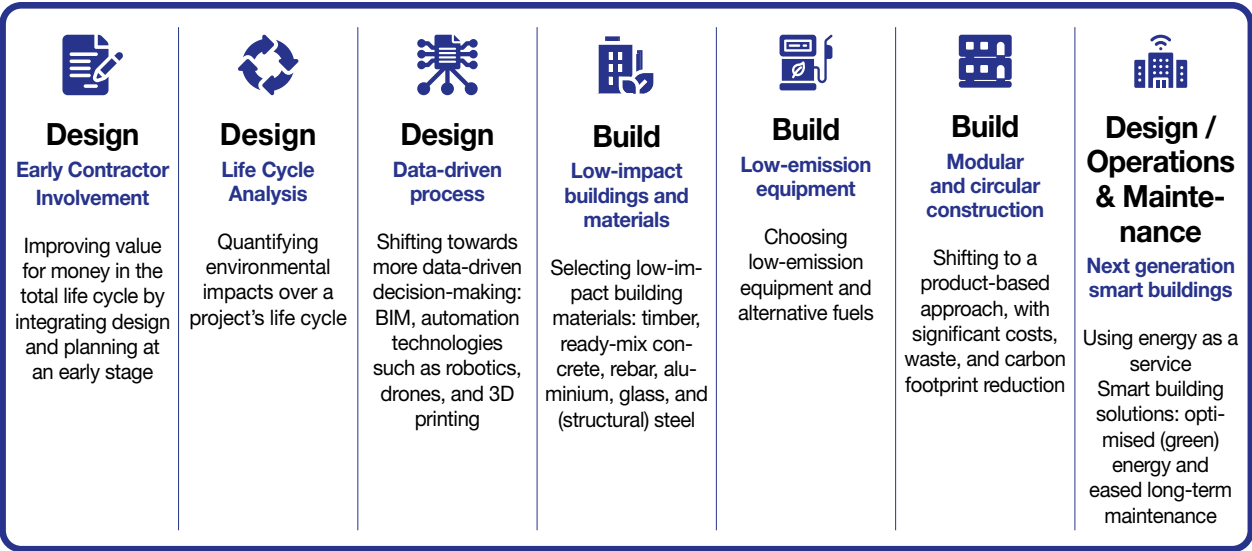 Design
Early Contractor
Involvement
Improving value
for money in the
total life cycle by
integrating design
and planning at
an early stage
Design
Life Cycle
Analysis
Quantifying
environmental
impacts over a
project's life cycle
Design
Data-driven
process
Shifting towards
more data-driven
decision-making:
BIM, automation
technologies
such as robotics,
drones, and 3D
printing
Build
Low-impact
buildings and
materials
Selecting low-im-
pact building
materials: timber,
ready-mix con-
crete, rebar, alu-
minium, glass, and
(structural) steel
Build
Low-emission
equipment
Choosing
low-emission
equipment and
alternative fuels
Build
Modular
and circular
construction
Shifting to a
product-based
approach, with
significant costs,
waste, and carbon
footprint reduction
Design /
Operations
& Mainte-
nance
Next generation
smart buildings
Using energy as a
service
Smart building
solutions: opti-
mised (green)
energy and
eased long-term
maintenance